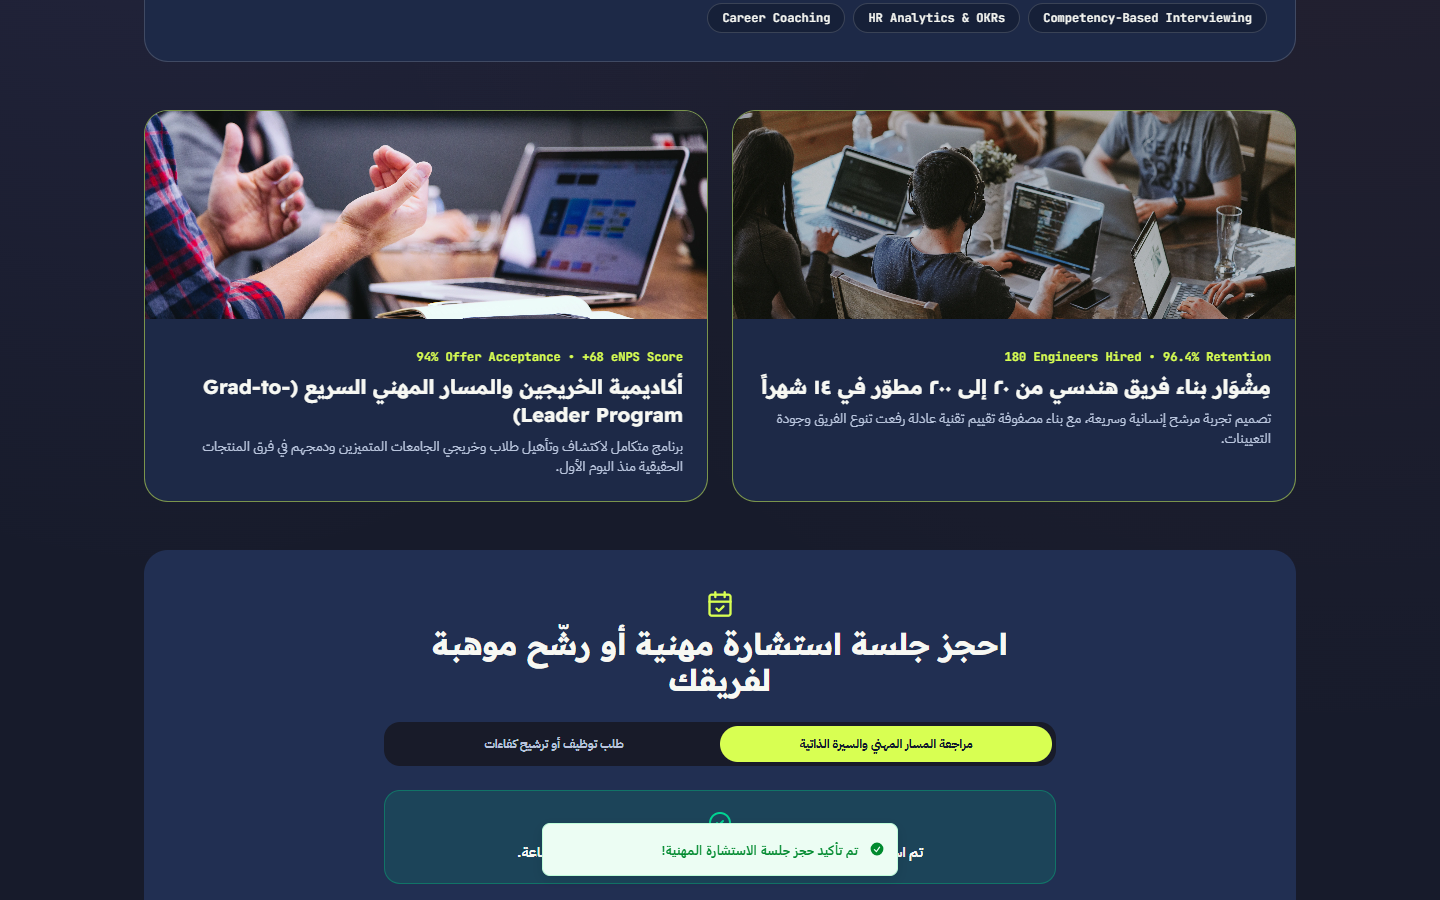 Competency-Based Interviewing
HR Analytics & OKRs
Career Coaching
180 Engineers Hired • 96.4% Retention
مِشْوَار بناء فريق هندسي من ٢٠ إلى ٢٠٠ مطوّر في ١٤ شهراً
تصميم تجربة مرشح إنسانية وسريعة، مع بناء مصفوفة تقييم تقنية عادلة رفعت تنوع الفريق وجودة
التعيينات.
94% Offer Acceptance • +68 eNPS Score
أكاديمية الخريجين والمسار المهني السريع (Grad-to-
Leader Program)
برنامج متكامل لاكتشاف وتأهيل طلاب وخريجي الجامعات المتميزين ودمجهم في فرق المنتجات
الحقيقية منذ اليوم الأول.
احجز جلسة استشارة مهنية أو رشّح موهبة
لفريقك
مراجعة المسار المهني والسيرة الذاتية
طلب توظيف أو ترشيح كفاءات
تم
تم تأكيد حجز جلسة الاستشارة المهنية!